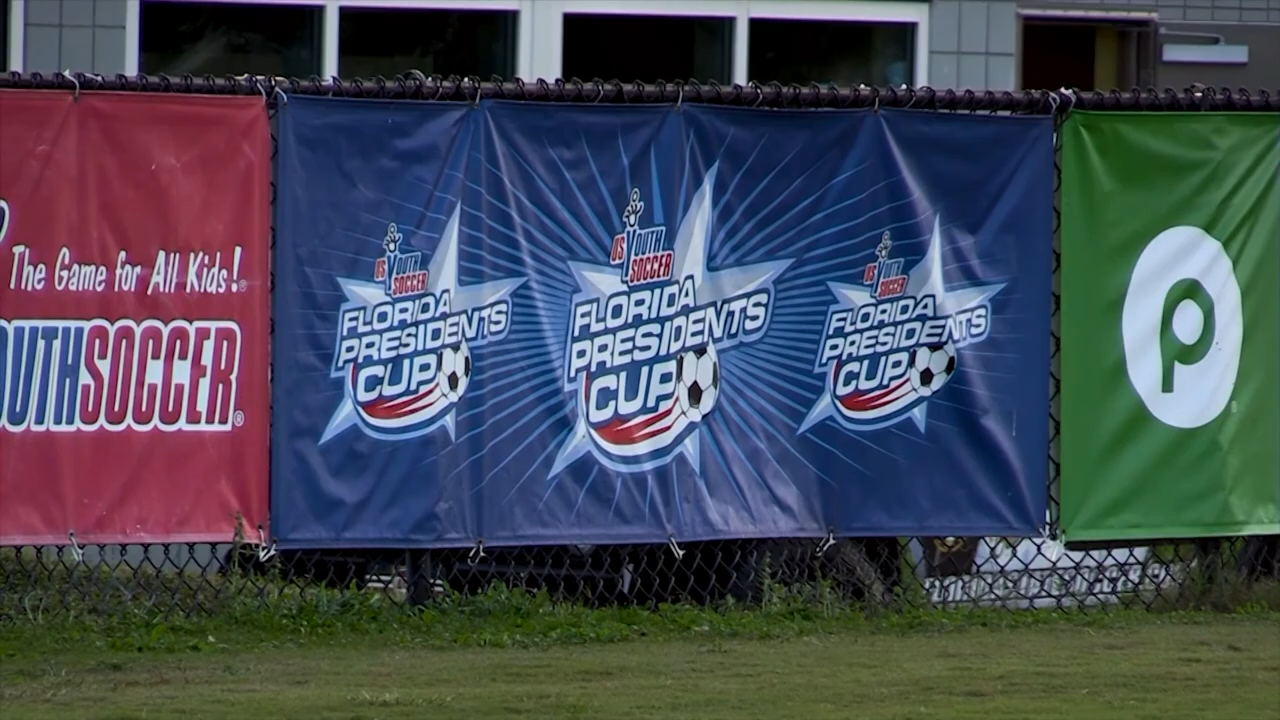 The Game for All Kids!®
OUTHSOCCER®
US YOUTH
SOCCER
FLORIDA
PRESIDENTS
CUP
US YOUTH
SOCCER
FLORIDA
PRESIDENTS
CUP
US YOUTH
SOCCER
FLORIDA
PRESIDENTS
CUP
P